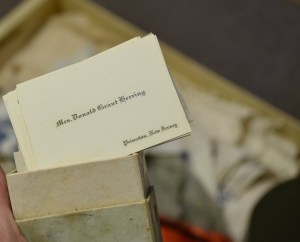 Mrs. Donald Grant Herring
Princeton, New Jersey